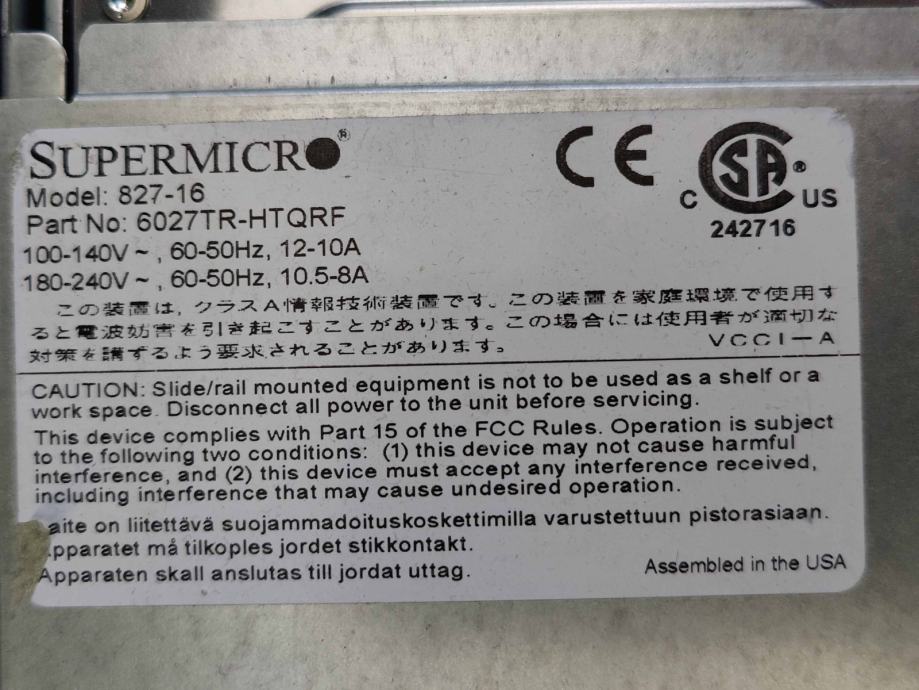 SUPERMICRO®
Model: 827-16
Part No: 6027TR-HTQRF
100-140V ~ , 60-50Hz, 12-10A
180-240V ~ , 60-50Hz, 10.5-8A
CE
C SA ® US
242716
この装置は、クラスA情報技術装置です。この装置を家庭環境で使用す
ると電波妨害を引き起こすことがあります。この場合には使用者が適切な
対策を講ずるよう要求されることがあります。 VCCI－A
CAUTION: Slide/rail mounted equipment is not to be used as a shelf or a
work space. Disconnect all power to the unit before servicing.
This device complies with Part 15 of the FCC Rules. Operation is subject
to the following two conditions: (1) this device may not cause harmful
interference, and (2) this device must accept any interference received,
including interference that may cause undesired operation.
aite on liitettävä suojammadoituskoskettimilla varustettuun pistorasiaan.
pparatet må tilkoples jordet stikkontakt.
Apparaten skall anslutas till jordat uttag.
Assembled in the USA